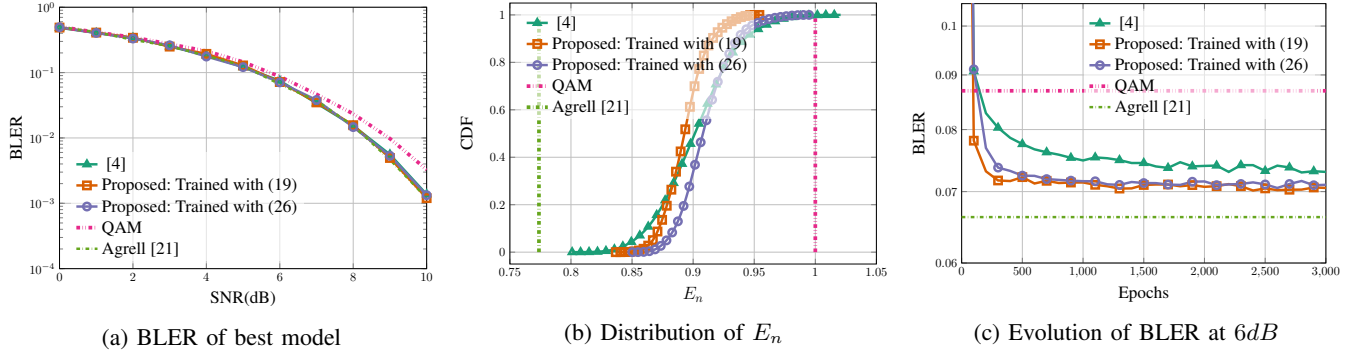 10^0
10^−1
10^−2
10^−3
10^−4
BLER
0 2 4 6 8 10
SNR(dB)
[4]
Proposed: Trained with (19)
Proposed: Trained with (26)
QAM
Agrell [21]
(a) BLER of best model
1
0.8
0.6
0.4
0.2
0
CDF
0.75 0.8 0.85 0.9 0.95 1 1.05
E_n
[4]
Proposed: Trained with (19)
Proposed: Trained with (26)
QAM
Agrell [21]
(b) Distribution of E_n
0.09
0.08
0.07
0.06
BLER
0 500 1,000 1,500 2,000 2,500 3,000
Epochs
[4]
Proposed: Trained with (19)
Proposed: Trained with (26)
QAM
Agrell [21]
(c) Evolution of BLER at 6dB